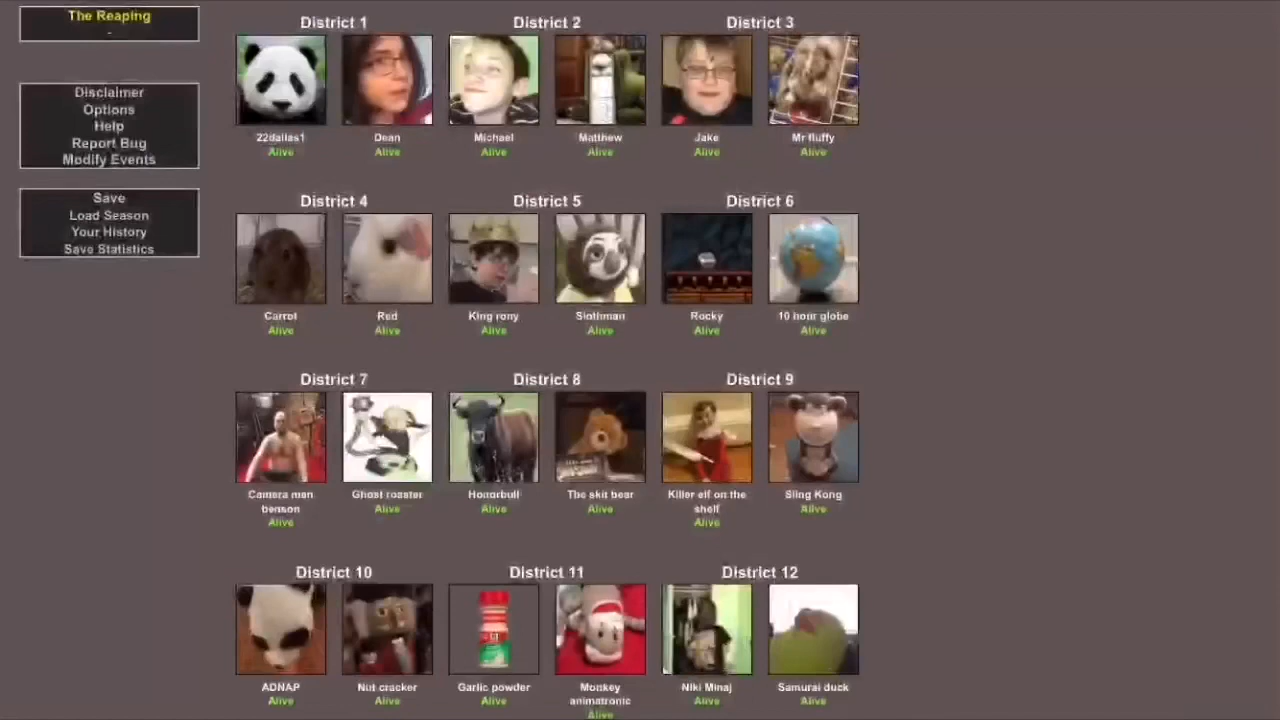 The Reaping
-
Disclaimer
Options
Help
Report Bug
Modify Events
Save
Load Season
Your History
Save Statistics
District 1
District 2
District 3
22dallas1
Dean
Michael
Matthew
Jake
Mr fluffy
Alive
Alive
Alive
Alive
Alive
Alive
District 4
District 5
District 6
Carrot
Red
King rony
Slothman
Rocky
10 hour globe
Alive
Alive
Alive
Alive
Alive
Alive
District 7
District 8
District 9
Camera man
benson
Alive
Ghost roaster
Alive
Honorbull
Alive
The skit bear
Alive
Killer elf on the
shelf
Alive
Sling Kong
Alive
District 10
District 11
District 12
ADNAP
Alive
Nut cracker
Alive
Garlic powder
Alive
Monkey
animatronic
Alive
Niki Minaj
Alive
Samurai duck
Alive